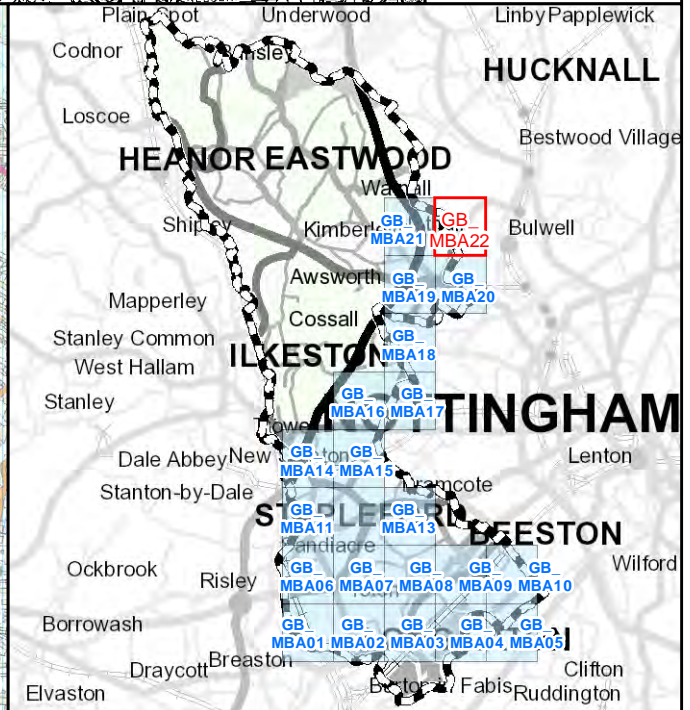 Plain Spot
Underwood
Linby
Papplewick
Codnor
HUCKNALL
Loscoe
Bestwood Village
HEANOR
EASTWOOD
Shipley
Kimberley
Bulwell
GB_
MBA21
GB_
MBA22
Awsworth
GB_
MBA19
GB_
MBA20
Mapperley
Cossall
Stanley Common
ILKESTON
GB_
MBA18
West Hallam
Stanley
GB_
MBA16
GB_
MBA17
TTINGHAM
Dale Abbey
New
GB_
MBA14
GB_
MBA15
Lenton
Stanton-by-Dale
GB_
MBA11
GB_
MBA13
BEESTON
Ockbrook
Risley
GB_
MBA06
GB_
MBA07
GB_
MBA08
GB_
MBA09
GB_
MBA10
Wilford
Borrowash
GB_
MBA01
GB_
MBA02
GB_
MBA03
GB_
MBA04
GB_
MBA05
Draycott
Breaston
Clifton
Elvaston
Fabis
Ruddington